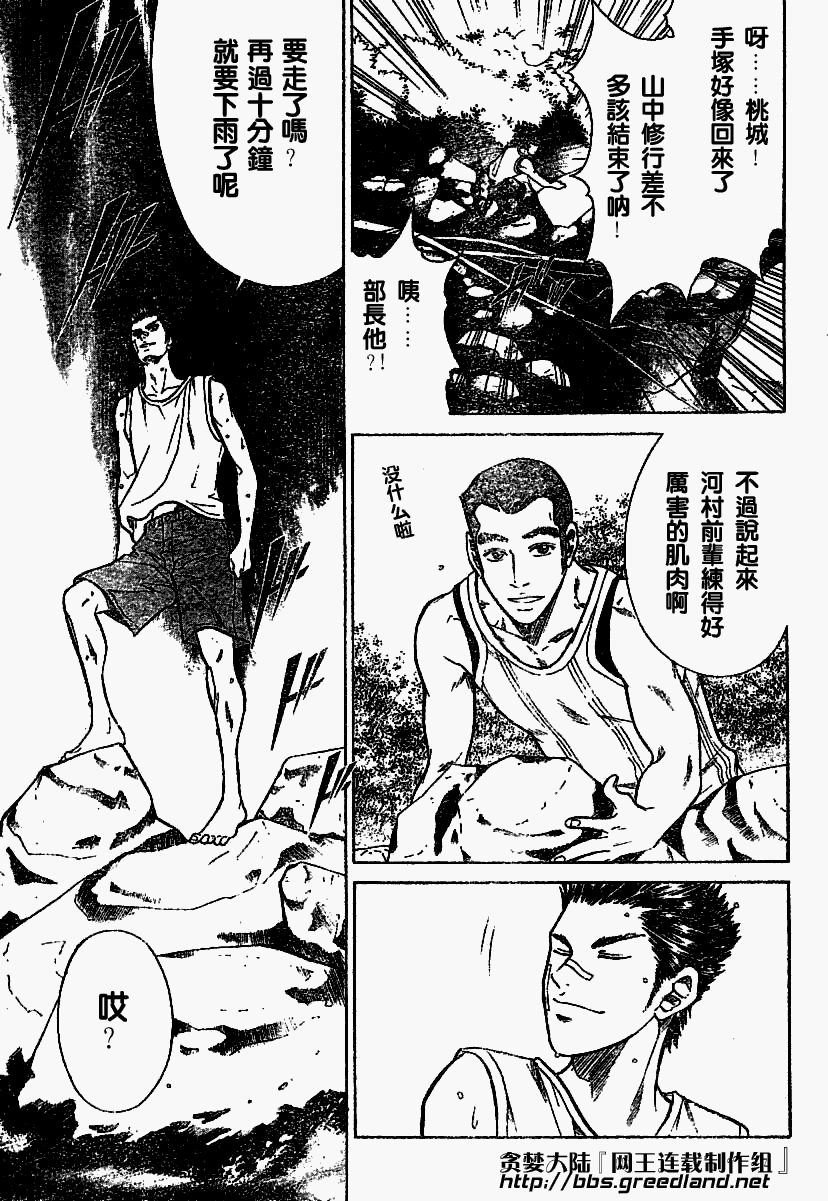 呀……桃城!
手塚好像回來了
山中修行差不
多該結束了吶!
咦……
部長他?!
不過說起來
河村前輩練得好
厲害的肌肉啊
没什么啦
要走了嗎?
再過十分鐘
就要下雨了呢
哎?
贪婪大陆『网王连载制作组』
http://bbs.greedland.net